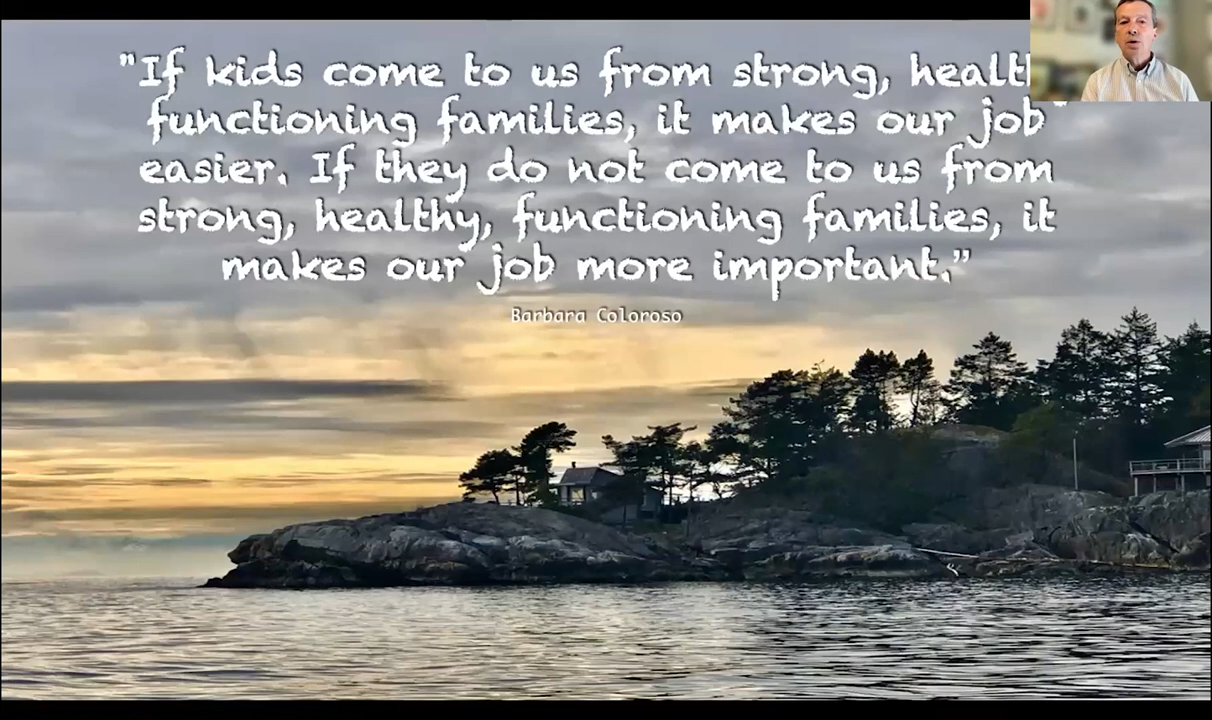 "If kids come to us from strong,
functioning families, it makes our job
easier. If they do not come to us from
strong, healthy, functioning families, it
makes our job more important.”
Barbara Coloroso